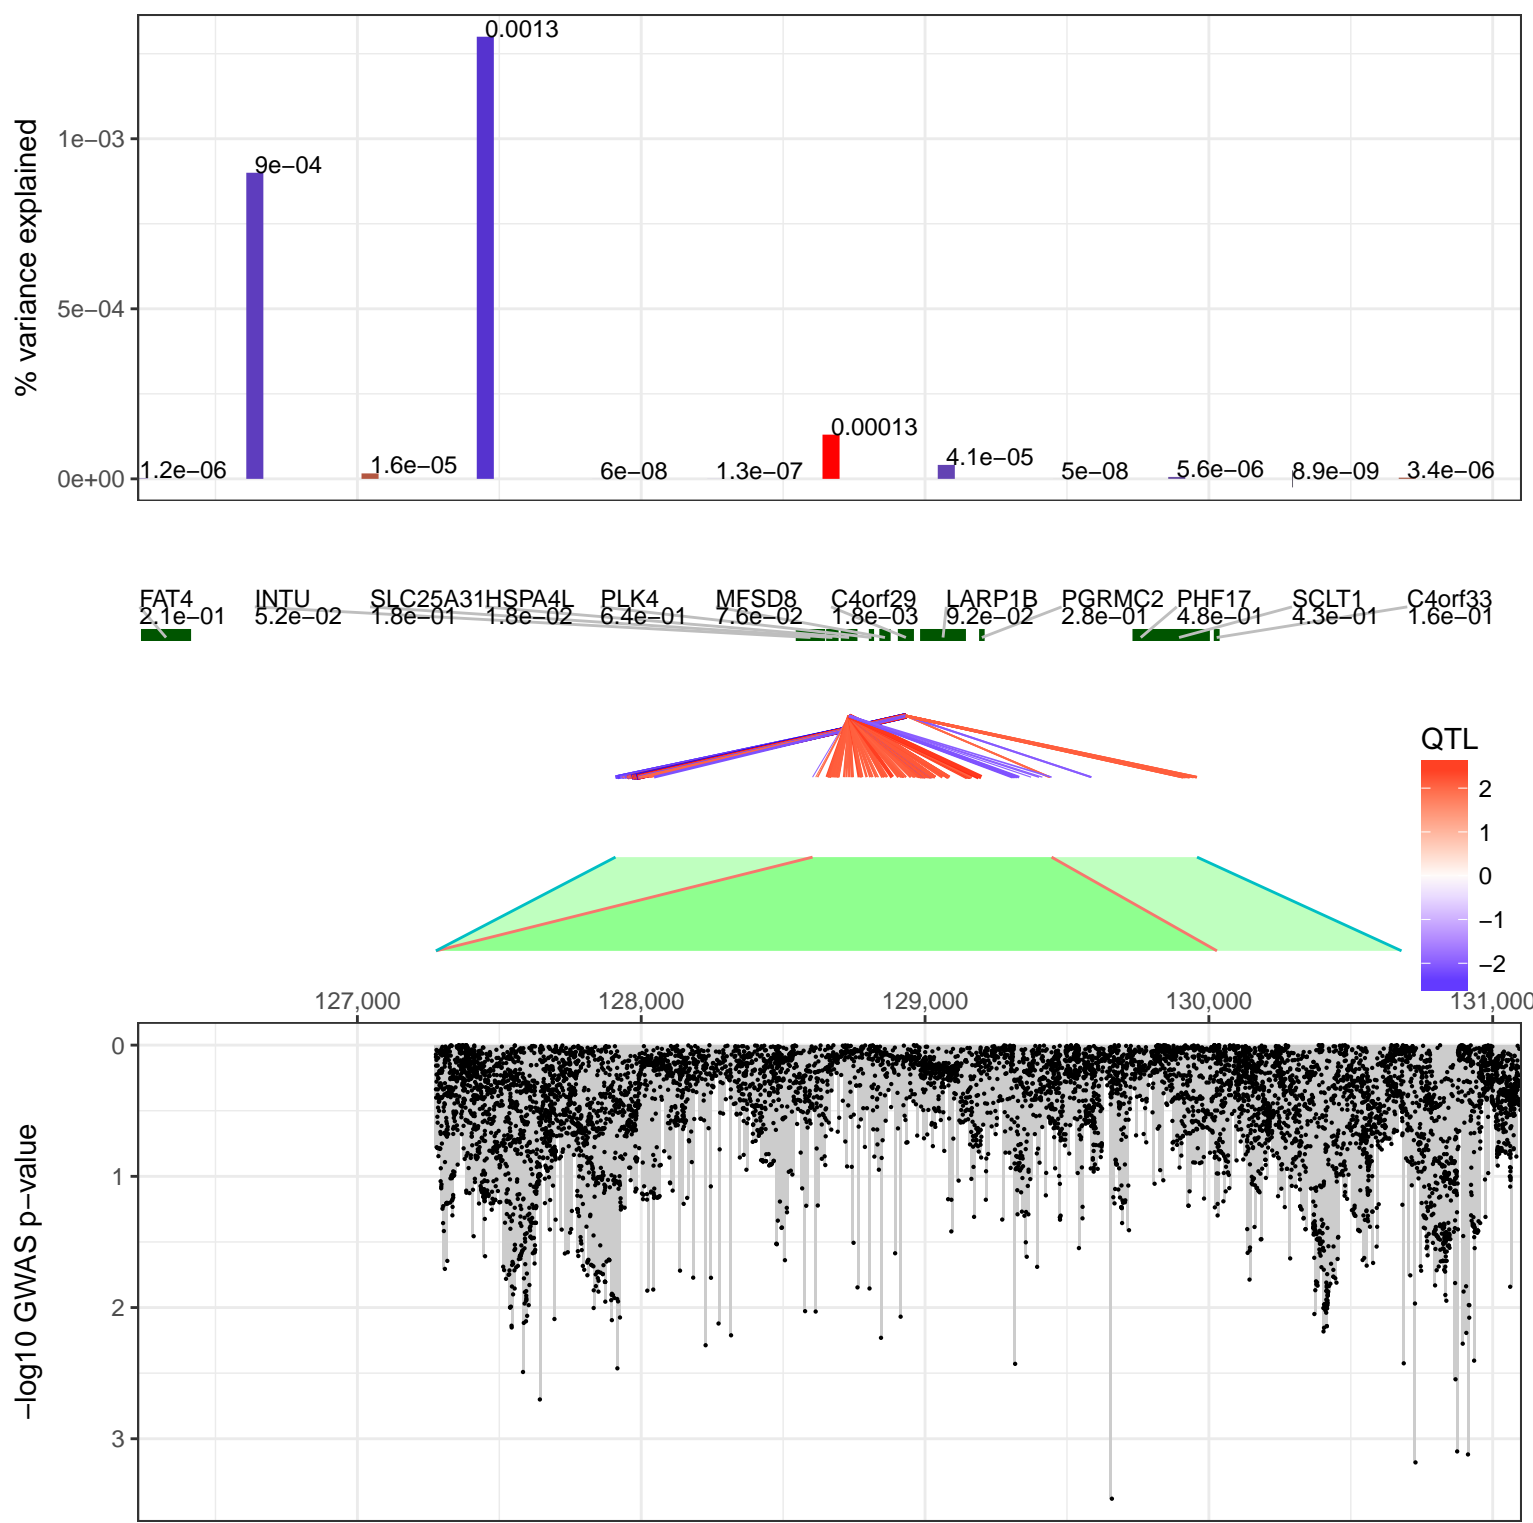 % variance explained
1e−03
5e−04
0e+00
1.2e−06
9e−04
1.6e−05
0.0013
6e−08
1.3e−07
0.00013
4.1e−05
5e−08
5.6e−06
8.9e−09
3.4e−06
FAT4 INTU SLC25A31 HSPA4L PLK4 MFSD8 C4orf29 LARP1B PGRMC2 PHF17 SCLT1 C4orf33
2.1e−01 5.2e−02 1.8e−01 1.8e−02 6.4e−01 7.6e−02 1.8e−03 9.2e−02 2.8e−01 4.8e−01 4.3e−01 1.6e−01
QTL
2
1
0
−1
−2
127,000 128,000 129,000 130,000 131,000
−log10 GWAS p−value
0
1
2
3